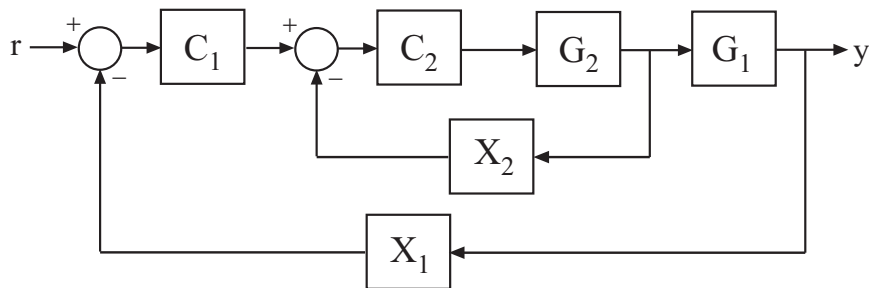 r
+
−
C₁
+
−
C₂
G₂
G₁
y
X₂
X₁